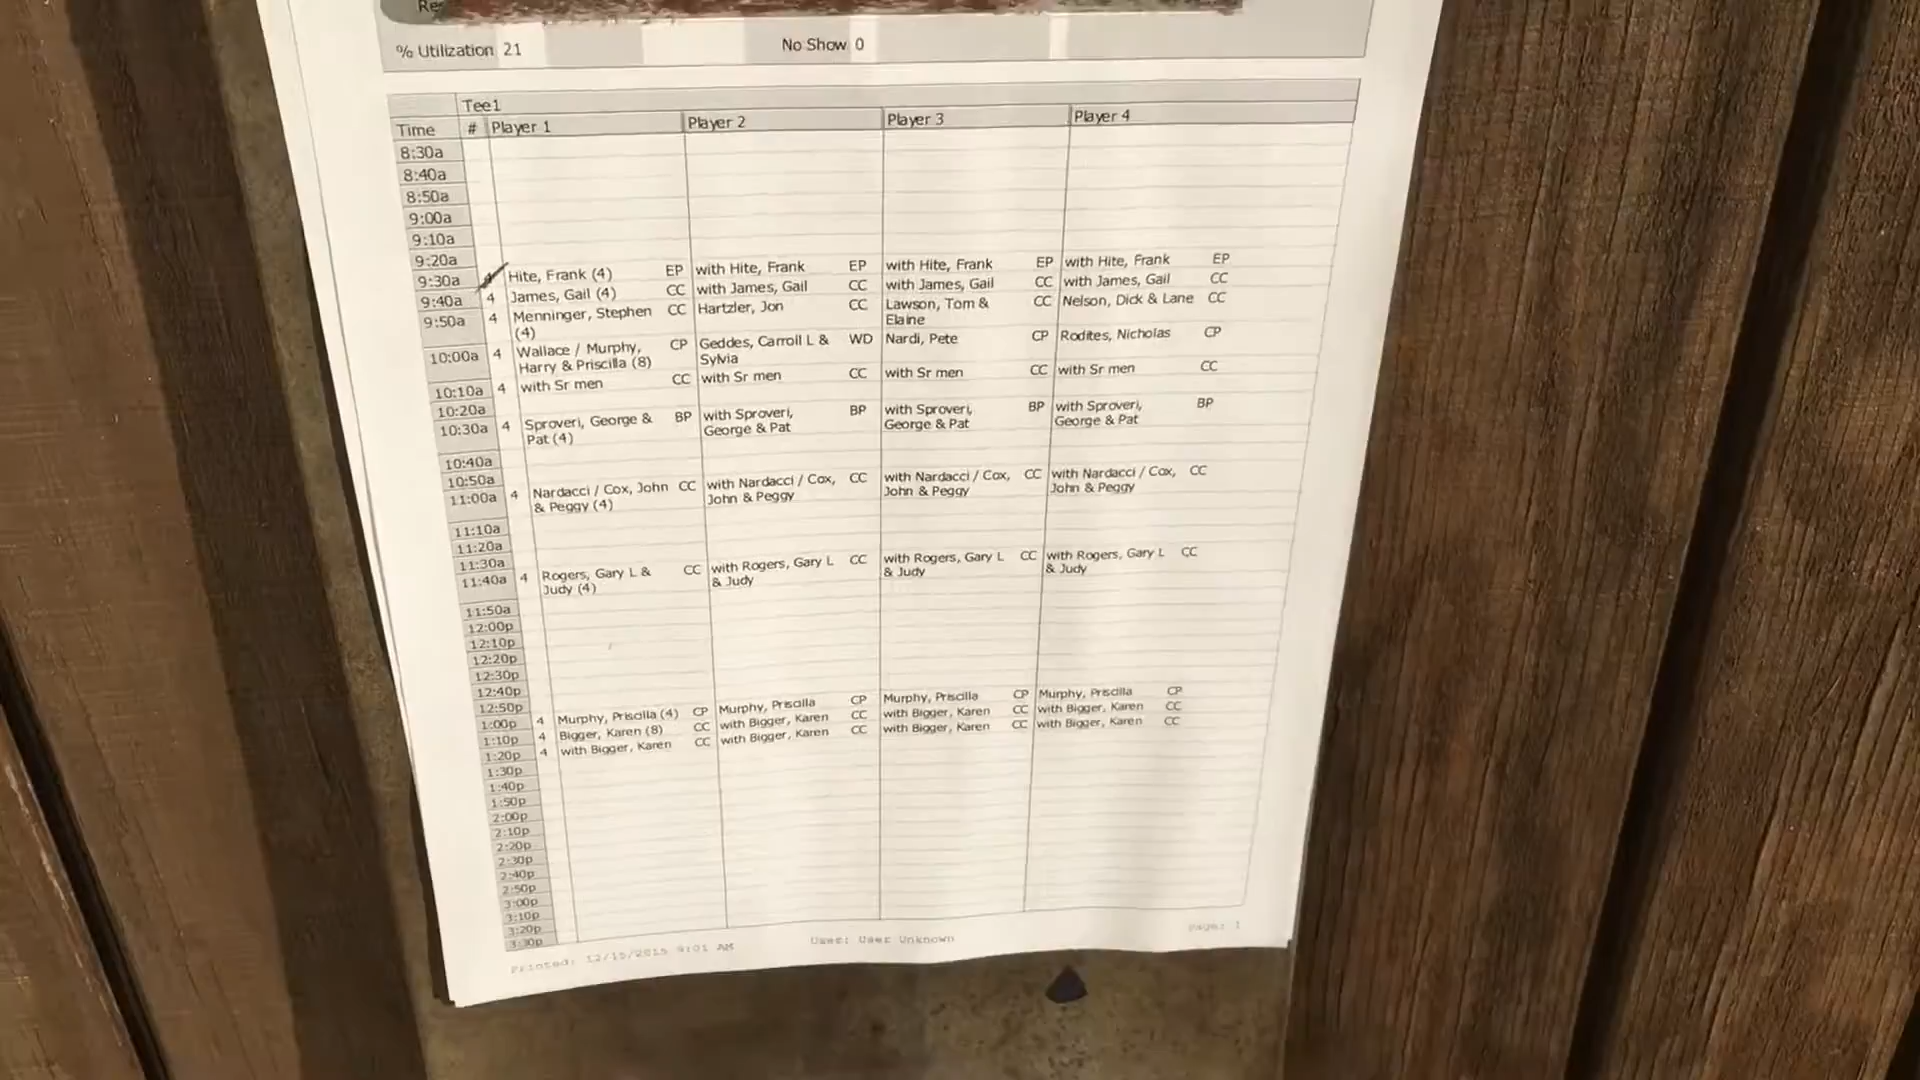 % Utilization 21 No Show 0
Tee1
Time # Player 1 Player 2 Player 3 Player 4
8:30a
8:40a
8:50a
9:00a
9:10a
9:20a
9:30a Hite, Frank (4) EP with Hite, Frank EP with Hite, Frank EP with Hite, Frank EP
9:40a 4 James, Gail (4) CC with James, Gail CC with James, Gail CC with James, Gail CC
9:50a 4 Menninger, Stephen CC Hartzler, Jon CC Lawson, Tom & CC Nelson, Dick & Lane CC
(4) Elaine
10:00a 4 Wallace / Murphy, CP Geddes, Carroll L & WD Nardi, Pete CP Rodites, Nicholas CP
Harry & Priscilla (8) Sylvia
10:10a 4 with Sr men CC with Sr men CC with Sr men CC with Sr men CC
10:20a
10:30a 4 Sproveri, George & BP with Sproveri, BP with Sproveri, BP with Sproveri, BP
Pat (4) George & Pat George & Pat George & Pat
10:40a
10:50a
11:00a 4 Nardacci / Cox, John CC with Nardacci / Cox, CC with Nardacci / Cox, CC with Nardacci / Cox, CC
& Peggy (4) John & Peggy John & Peggy John & Peggy
11:10a
11:20a
11:30a
11:40a 4 Rogers, Gary L & CC with Rogers, Gary L CC with Rogers, Gary L CC with Rogers, Gary L CC
Judy (4) & Judy & Judy & Judy
11:50a
12:00p
12:10p
12:20p
12:30p
12:40p
12:50p
1:00p 4 Murphy, Priscilla (4) CP Murphy, Priscilla CP Murphy, Priscilla CP Murphy, Priscilla CP
1:10p 4 Bigger, Karen (8) CC with Bigger, Karen CC with Bigger, Karen CC with Bigger, Karen CC
1:20p 4 with Bigger, Karen CC with Bigger, Karen CC with Bigger, Karen CC with Bigger, Karen CC
1:30p
1:40p
1:50p
2:00p
2:10p
2:20p
2:30p
2:40p
2:50p
3:00p
3:10p
3:20p
3:30p
Printed: 12/15/2015 9:01 AM User: User Unknown page: 1